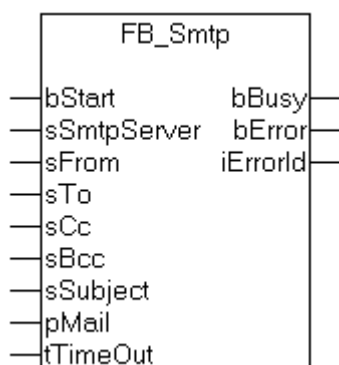 FB_Smtp
bStart bBusy
sSmtpServer bError
sFrom iErrorId
sTo
sCc
sBcc
sSubject
pMail
tTimeOut